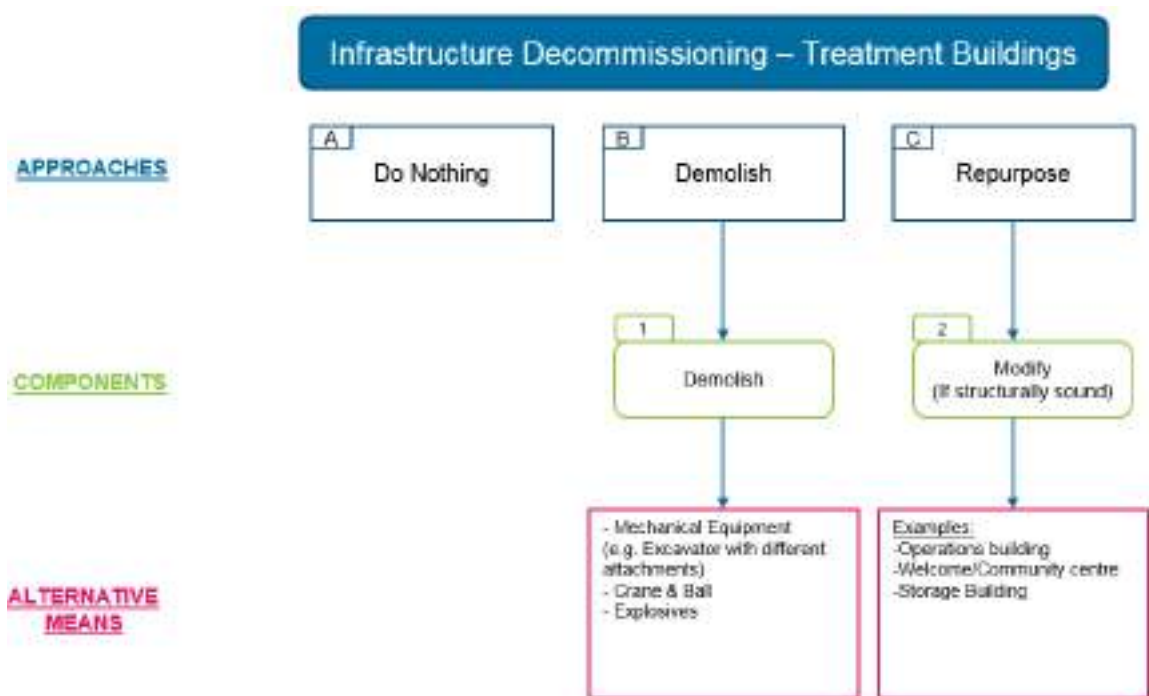 Infrastructure Decommissioning – Treatment Buildings
APPROACHES
A
Do Nothing
B
Demolish
C
Repurpose
COMPONENTS
1
Demolish
2
Modify
(If structurally sound)
ALTERNATIVE
MEANS
- Mechanical Equipment
(e.g. Excavator with different
attachments)
- Crane & Ball
- Explosives
Examples:
-Operations building
-Welcome/Community centre
-Storage Building